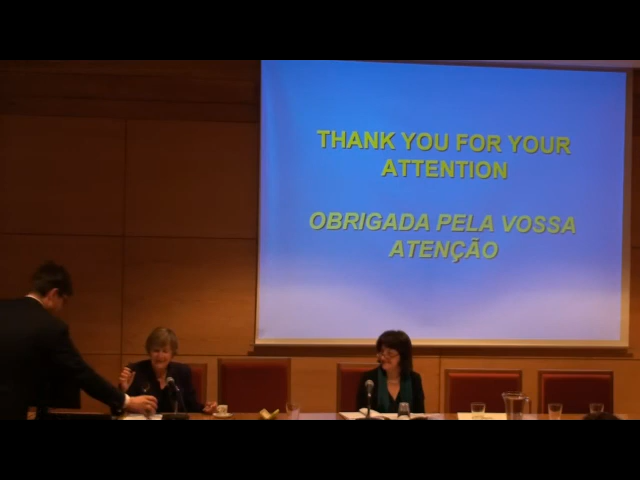 THANK YOU FOR YOUR
ATTENTION
OBRIGADA PELA VOSSA
ATENÇÃO